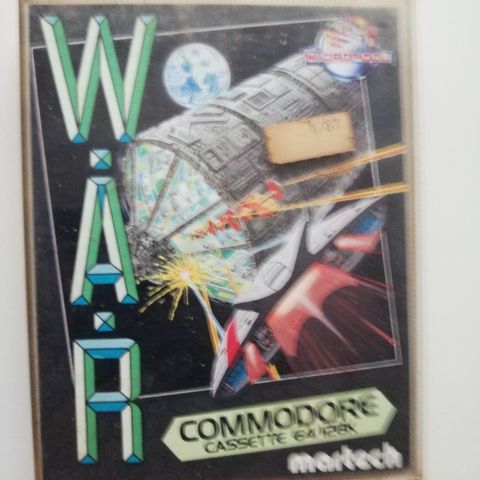 W.A.R
COMMODORE
CASSETTE 64/128K
martech